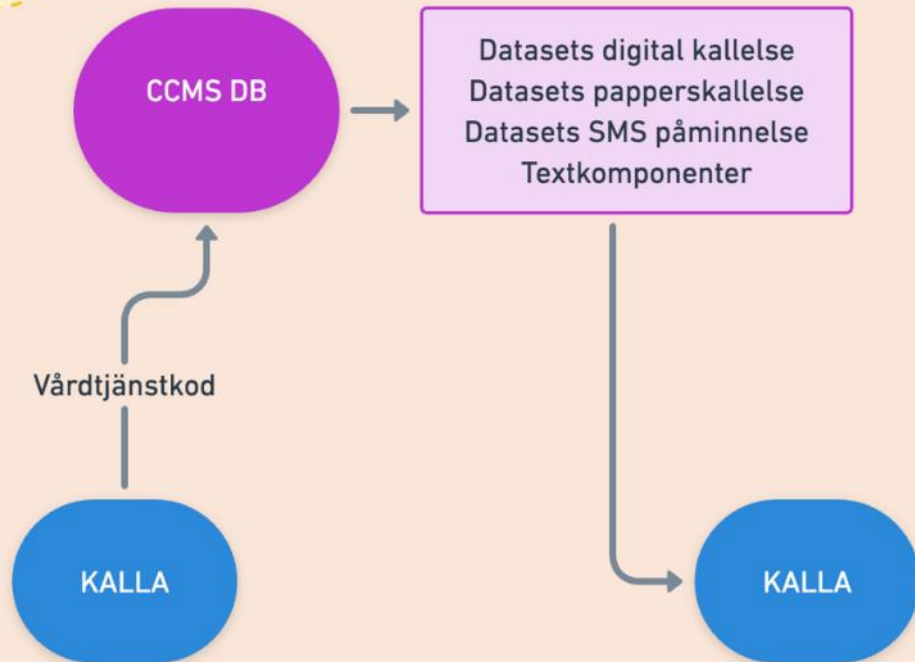 CCMS DB
Datasets digital kallelse
Datasets papperskallelse
Datasets SMS påminnelse
Textkomponenter
Vårdtjänstkod
KALLA
KALLA